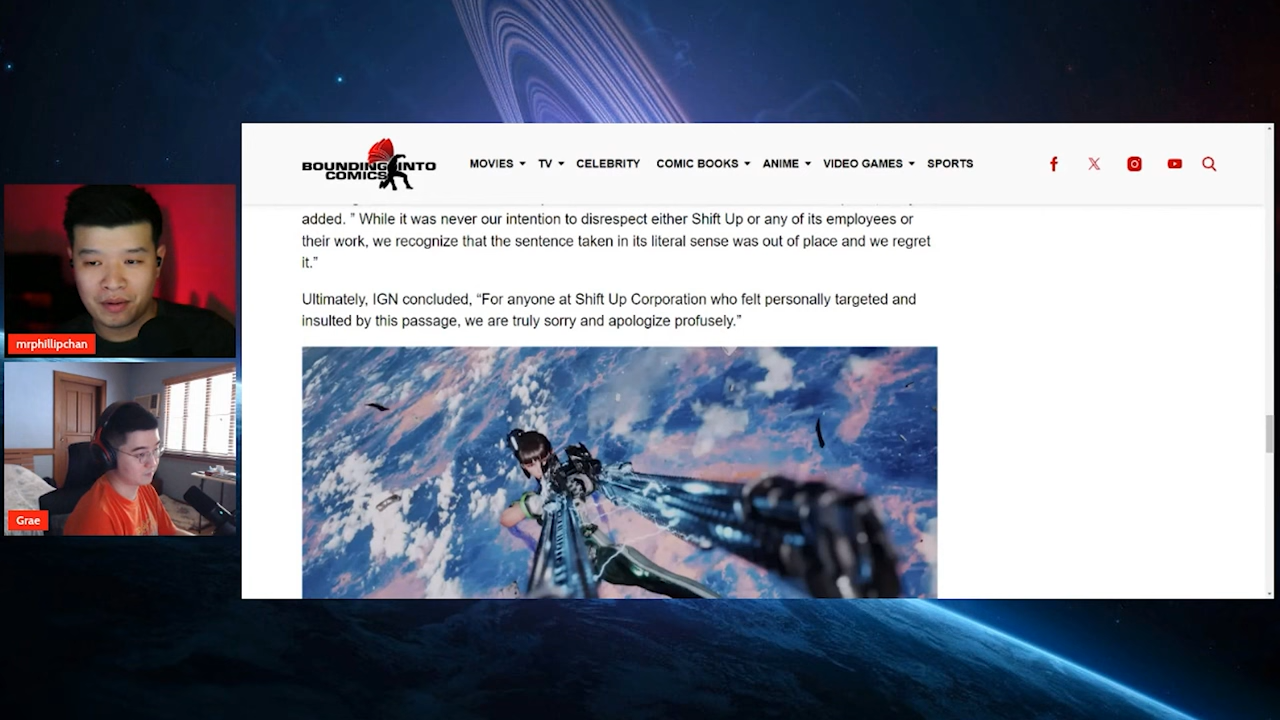 BOUNDING INTO
COMICS
MOVIES TV CELEBRITY COMIC BOOKS ANIME VIDEO GAMES SPORTS
added. ” While it was never our intention to disrespect either Shift Up or any of its employees or
their work, we recognize that the sentence taken in its literal sense was out of place and we regret
it.”
Ultimately, IGN concluded, “For anyone at Shift Up Corporation who felt personally targeted and
insulted by this passage, we are truly sorry and apologize profusely.”
mrphillipchan
Grae